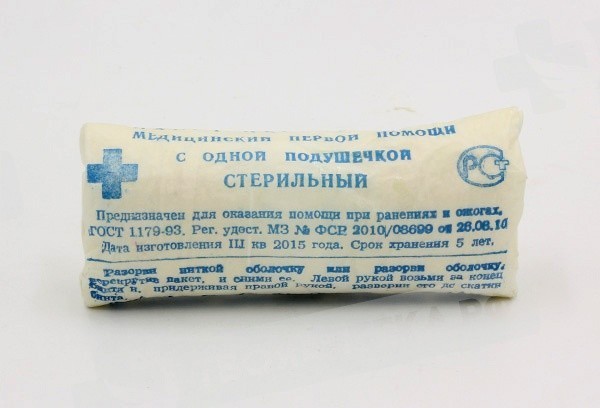 МЕДИЦИНСКИЙ ПЕРВОЙ ПОМОЩИ
С ОДНОЙ ПОДУШЕЧКОЙ
СТЕРИЛЬНЫЙ
РСТ
Предназначен для оказания помощи при ранениях и ожогах,
ГОСТ 1179-93. Рег. удост. МЗ № ФСР 2010/08699 от 26.08.10
Дата изготовления III кв 2015 года. Срок хранения 5 лет.
Разорви ниткой оболочку или разорви оболочку,
пакет, и сними ее. Левой рукой возьми за конец
и, придерживая правой рукой, разверни его до скатки
бинта.